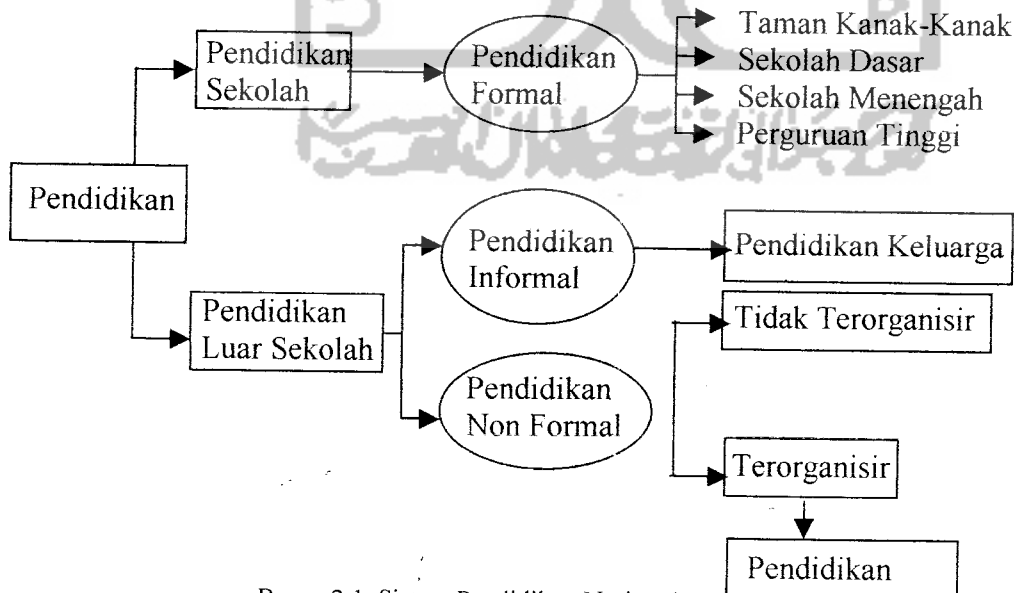 Taman Kanak-Kanak
Pendidikan
Sekolah
Pendidikan
Formal
Sekolah Dasar
Sekolah Menengah
Perguruan Tinggi
Pendidikan
Pendidikan
Informal
Pendidikan Keluarga
Pendidikan
Luar Sekolah
Tidak Terorganisir
Pendidikan
Non Formal
Terorganisir
Pendidikan